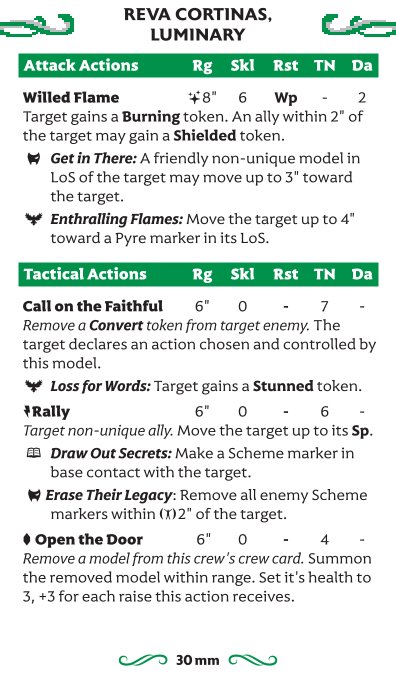 REVA CORTINAS,
LUMINARY
Attack Actions Rg Skl Rst TN Da
Willed Flame 8" 6 Wp - 2
Target gains a Burning token. An ally within 2" of
the target may gain a Shielded token.
Get in There: A friendly non-unique model in
LoS of the target may move up to 3" toward
the target.
Enthralling Flames: Move the target up to 4"
toward a Pyre marker in its LoS.
Tactical Actions Rg Skl Rst TN Da
Call on the Faithful 6" 0 - 7 -
Remove a Convert token from target enemy. The
target declares an action chosen and controlled by
this model.
Loss for Words: Target gains a Stunned token.
Rally 6" 0 - 6 -
Target non-unique ally. Move the target up to its Sp.
Draw Out Secrets: Make a Scheme marker in
base contact with the target.
Erase Their Legacy: Remove all enemy Scheme
markers within 2" of the target.
Open the Door 6" 0 - 4 -
Remove a model from this crew's crew card. Summon
the removed model within range. Set it's health to
3, +3 for each raise this action receives.
30 mm